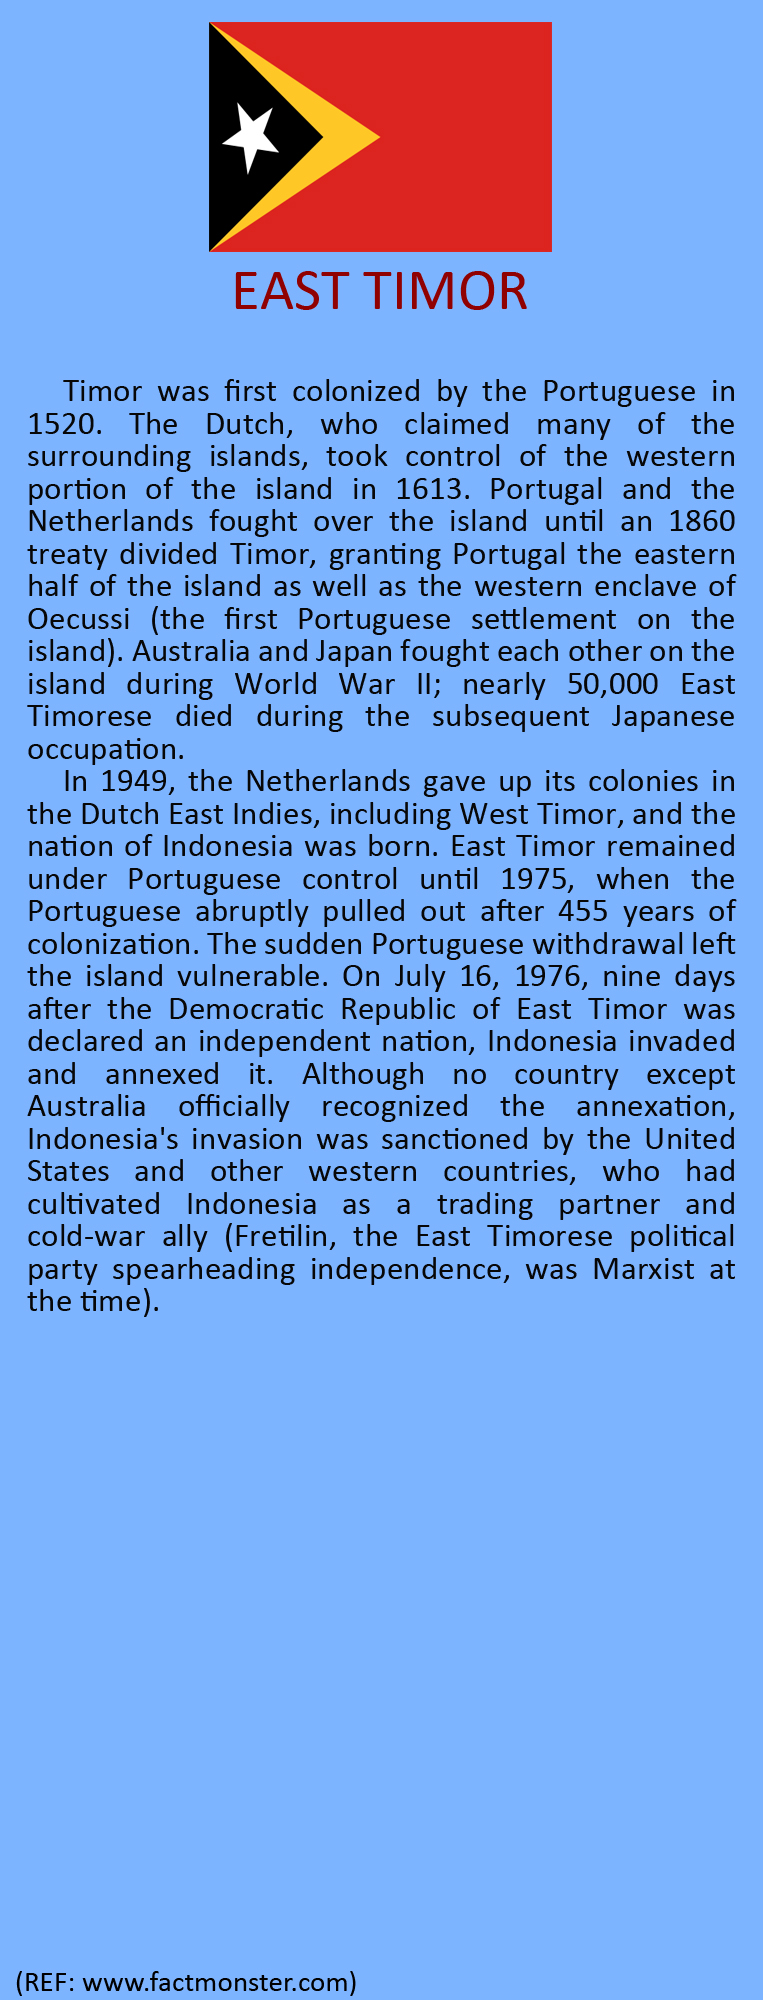 EAST TIMOR
Timor was first colonized by the Portuguese in
1520. The Dutch, who claimed many of the
surrounding islands, took control of the western
portion of the island in 1613. Portugal and the
Netherlands fought over the island until an 1860
treaty divided Timor, granting Portugal the eastern
half of the island as well as the western enclave of
Oecussi (the first Portuguese settlement on the
island). Australia and Japan fought each other on the
island during World War II; nearly 50,000 East
Timorese died during the subsequent Japanese
occupation.
In 1949, the Netherlands gave up its colonies in
the Dutch East Indies, including West Timor, and the
nation of Indonesia was born. East Timor remained
under Portuguese control until 1975, when the
Portuguese abruptly pulled out after 455 years of
colonization. The sudden Portuguese withdrawal left
the island vulnerable. On July 16, 1976, nine days
after the Democratic Republic of East Timor was
declared an independent nation, Indonesia invaded
and annexed it. Although no country except
Australia officially recognized the annexation,
Indonesia's invasion was sanctioned by the United
States and other western countries, who had
cultivated Indonesia as a trading partner and
cold-war ally (Fretilin, the East Timorese political
party spearheading independence, was Marxist at
the time).
(REF: www.factmonster.com)